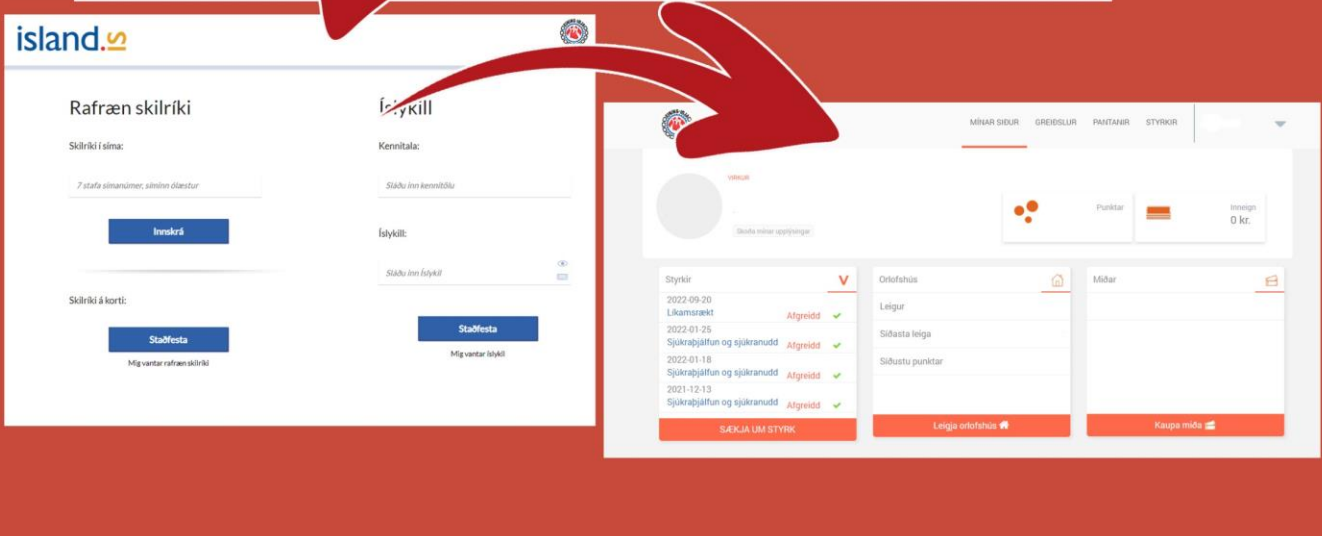 island.is
Rafræn skilríki
Skilríki í síma:
7 stafa símanúmer, síminn ólæstur
Innskrá
Skilríki á korti:
Staðfesta
Mig vantar rafræn skilríki
Íslykill
Kennitala:
Sláðu inn kennitölu
Íslykill:
Sláðu inn Íslykil
Staðfesta
Mig vantar íslykil
MÍNAR SIÐUR GREIÐSLUR PANTANIR STYRKIR
VIRKUR
Skoða mínar upplýsingar
Punktar
Inneign
0 kr.
Styrkir
2022-09-20
Líkamsrækt Afgreidd
2022-01-25
Sjúkraþjálfun og sjúkranudd Afgreidd
2022-01-18
Sjúkraþjálfun og sjúkranudd Afgreidd
2021-12-13
Sjúkraþjálfun og sjúkranudd Afgreidd
SÆKJA UM STYRK
Orlofshús
Leigur
Síðasta leiga
Síðustu punktar
Leigja orlofshús
Miðar
Kaupa miða